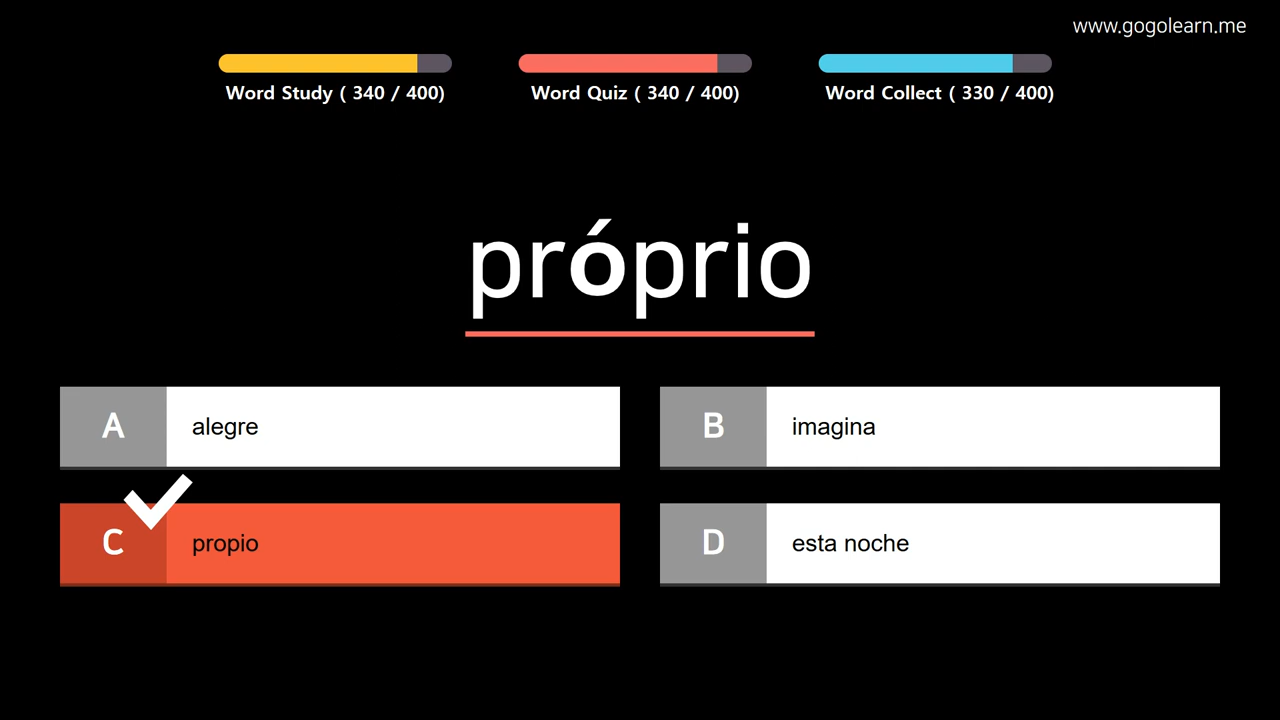 www.gogolearn.me
Word Study ( 340 / 400)
Word Quiz ( 340 / 400)
Word Collect ( 330 / 400)
próprio
A
alegre
B
imagina
C
propio
D
esta noche